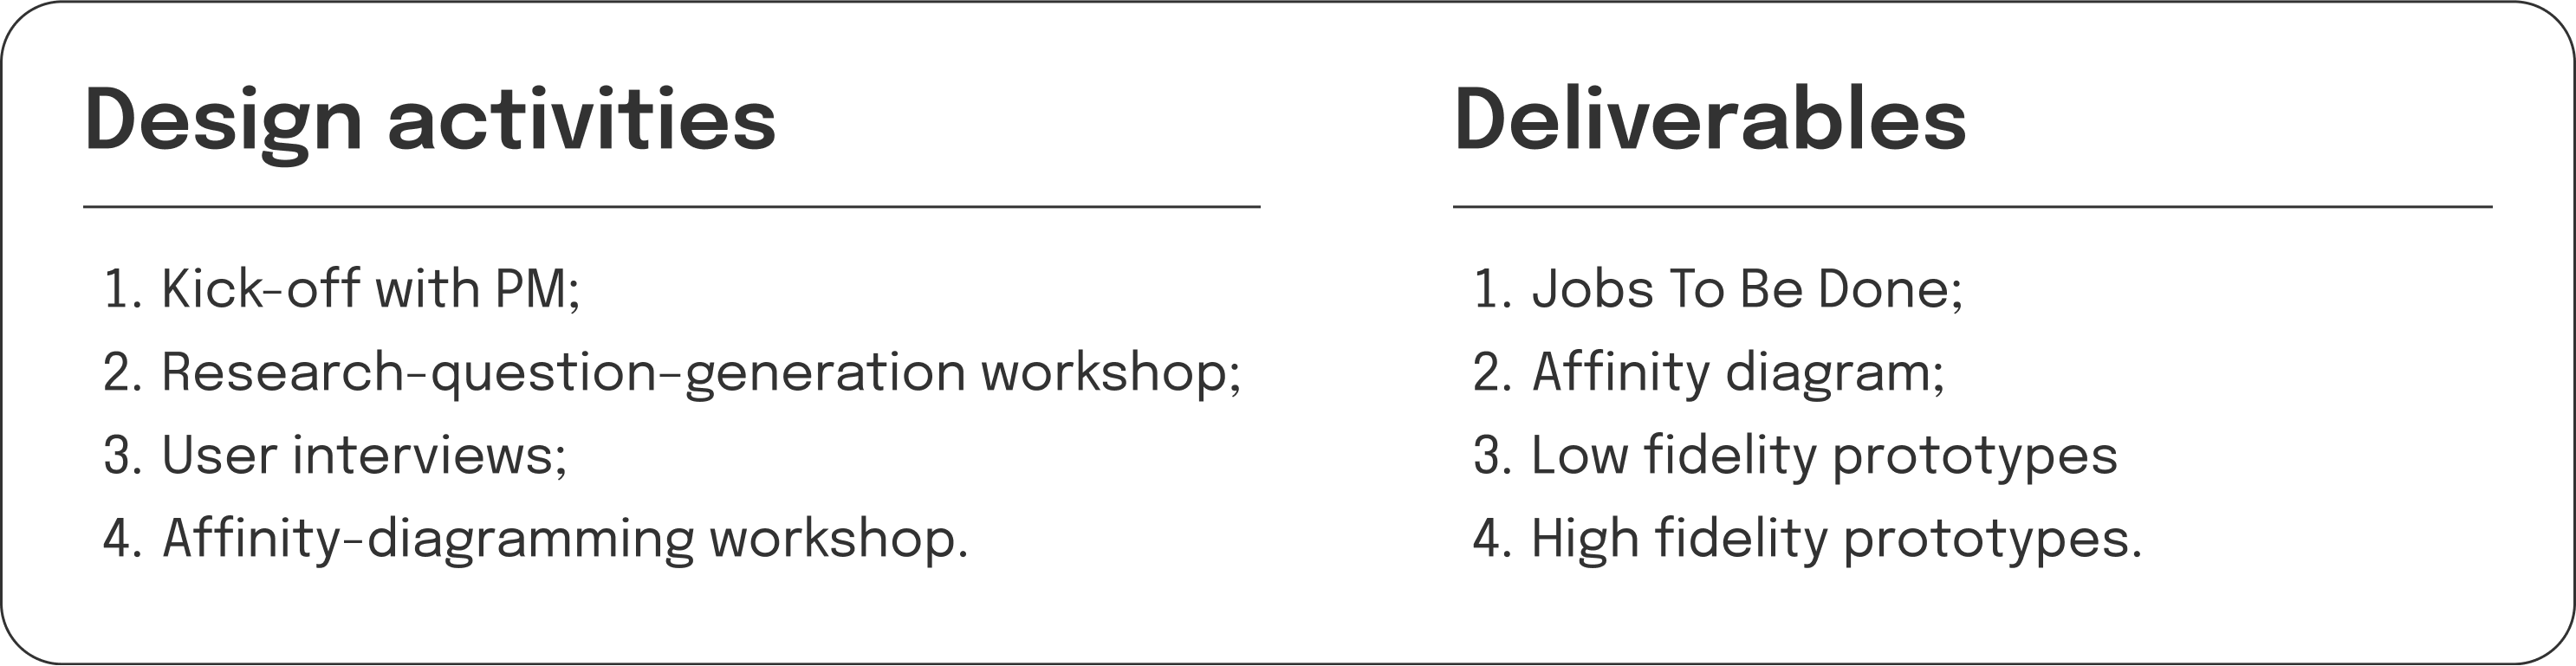 Design activities
1. Kick-off with PM;
2. Research-question-generation workshop;
3. User interviews;
4. Affinity-diagramming workshop.
Deliverables
1. Jobs To Be Done;
2. Affinity diagram;
3. Low fidelity prototypes
4. High fidelity prototypes.